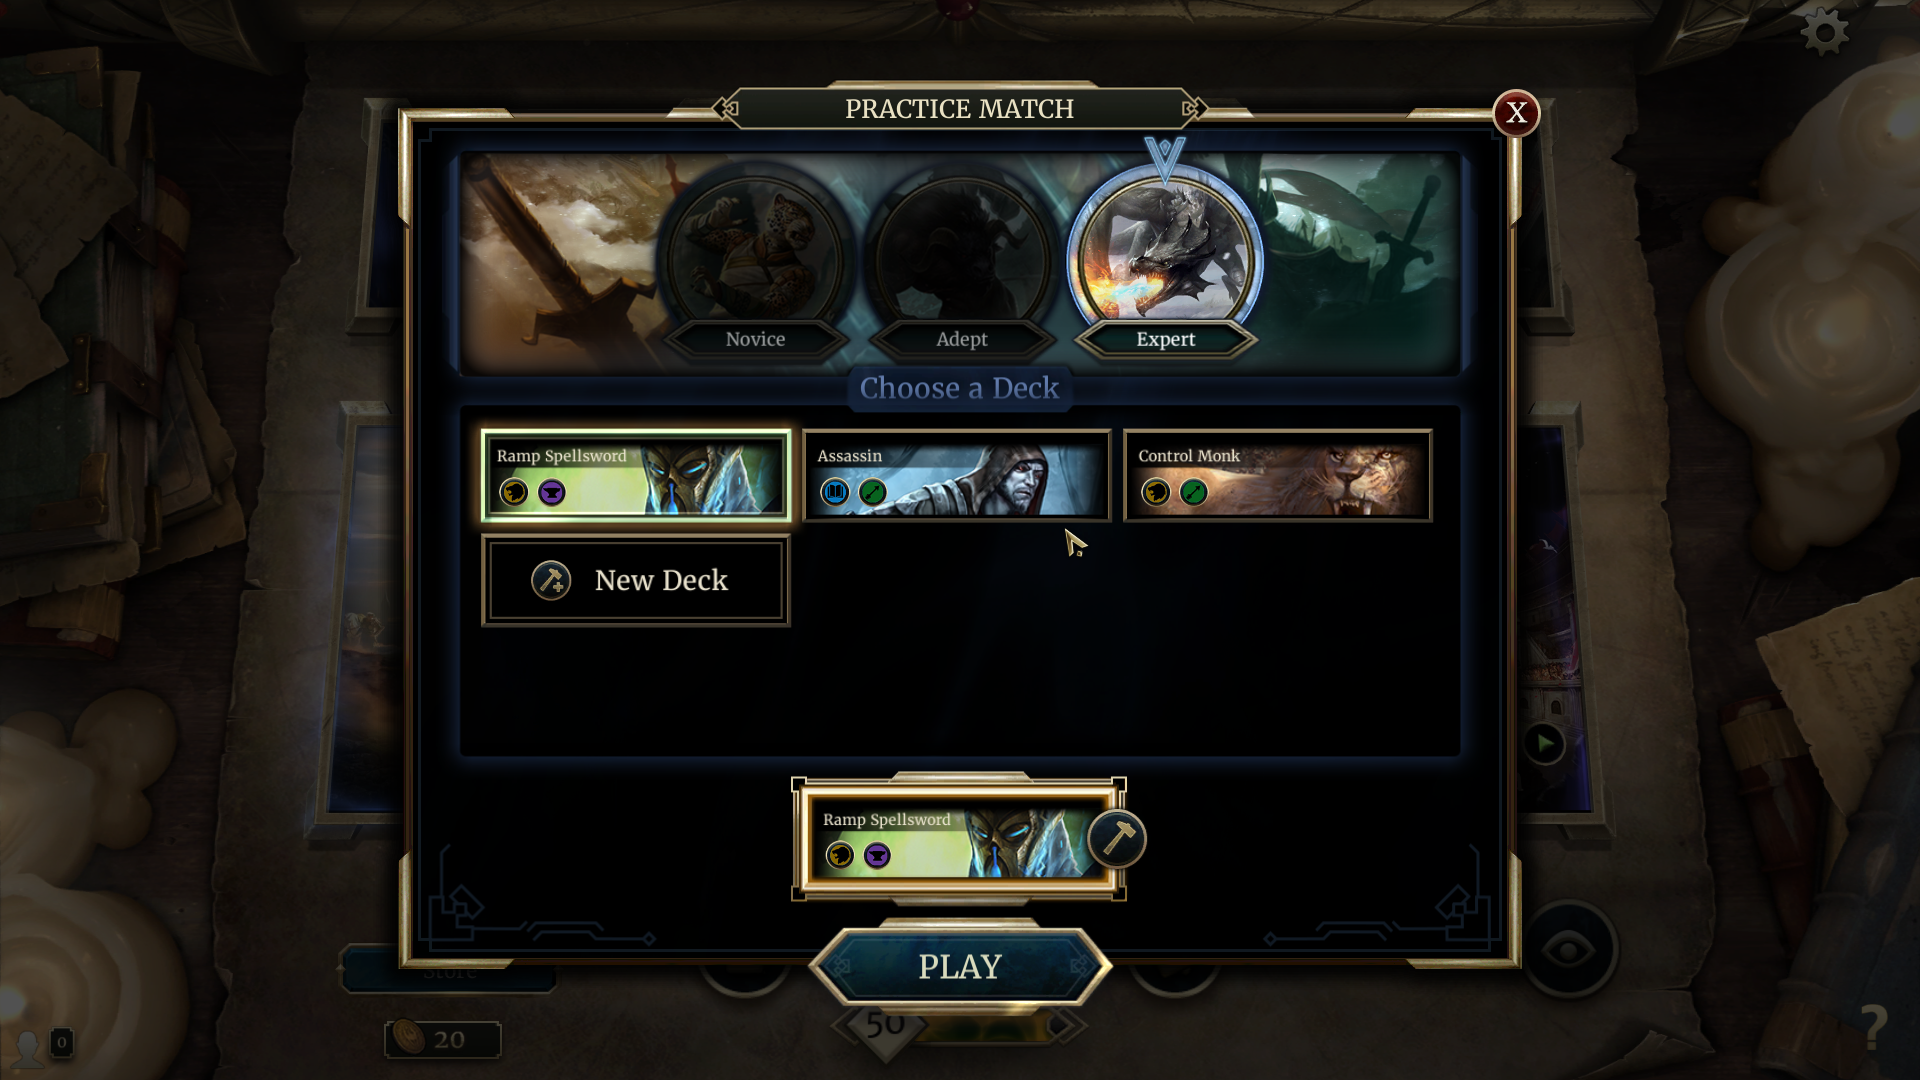 PRACTICE MATCH
X
Novice
Adept
Expert
Choose a Deck
Ramp Spellsword
Assassin
Control Monk
New Deck
Ramp Spellsword
PLAY
Store
50
20
0
?